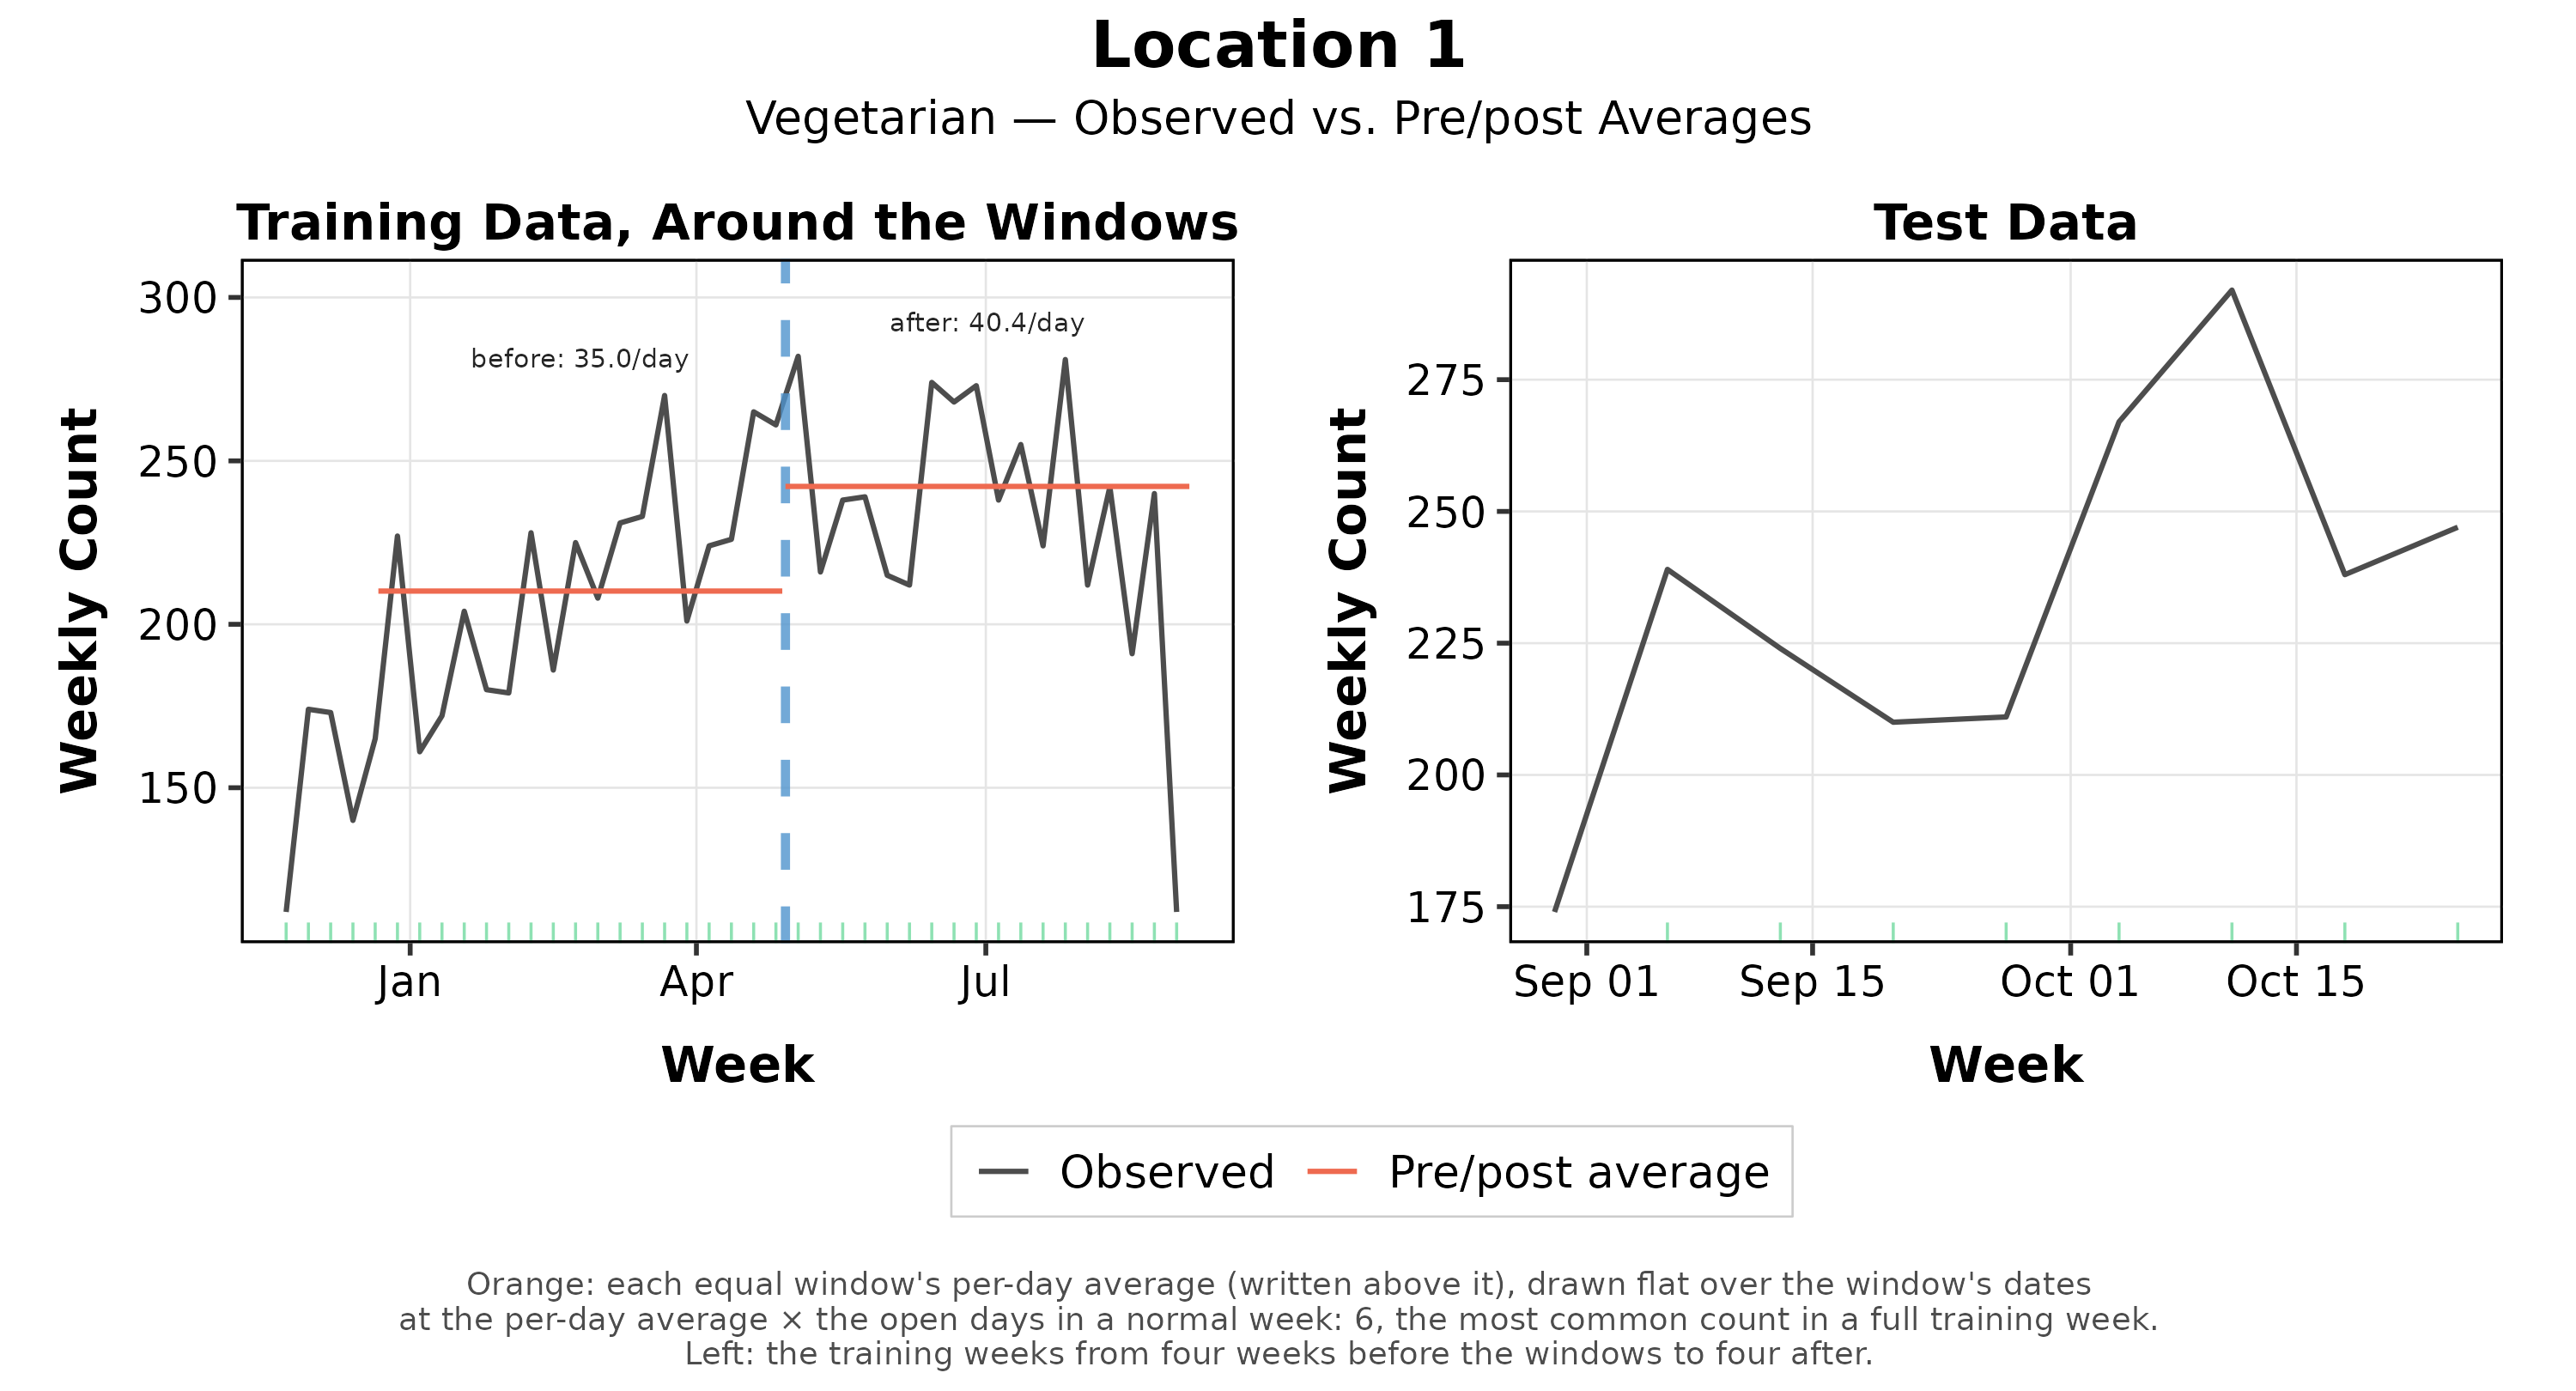 Location 1
Vegetarian — Observed vs. Pre/post Averages
Training Data, Around the Windows
Weekly Count
300
250
200
150
before: 35.0/day
after: 40.4/day
Jan
Apr
Jul
Week
Test Data
Weekly Count
275
250
225
200
175
Sep 01
Sep 15
Oct 01
Oct 15
Week
Observed
Pre/post average
Orange: each equal window's per-day average (written above it), drawn flat over the window's dates
at the per-day average × the open days in a normal week: 6, the most common count in a full training week.
Left: the training weeks from four weeks before the windows to four after.